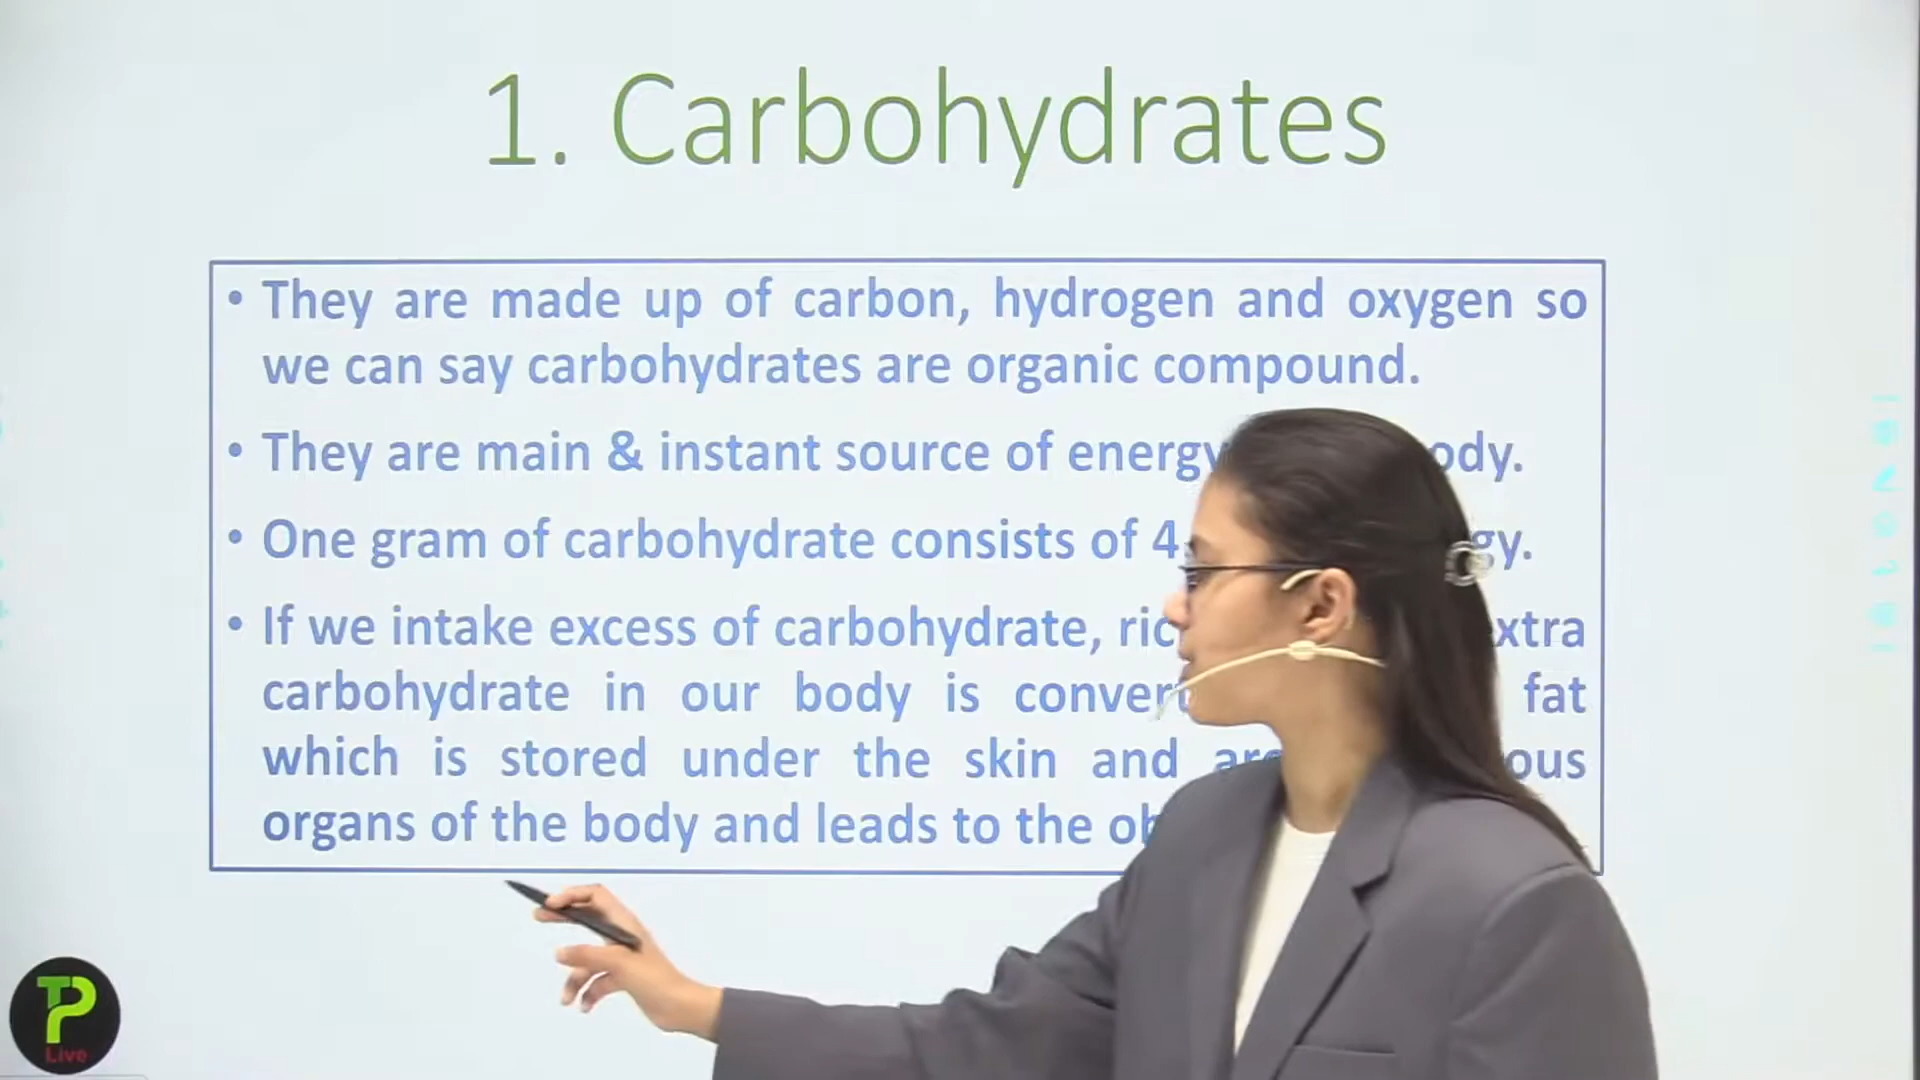 1. Carbohydrates
• They are made up of carbon, hydrogen and oxygen so
we can say carbohydrates are organic compound.
• They are main & instant source of energy
• One gram of carbohydrate consists of 4
• If we intake excess of carbohydrate,
carbohydrate in our body is fat
which is stored under the skin and
organs of the body and leads to the
TP
Live